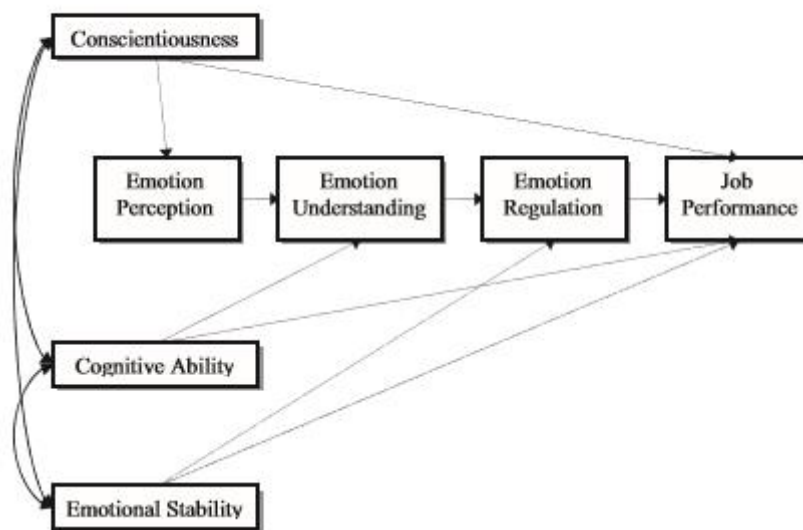 Conscientiousness
Emotion
Perception
Emotion
Understanding
Emotion
Regulation
Job
Performance
Cognitive Ability
Emotional Stability